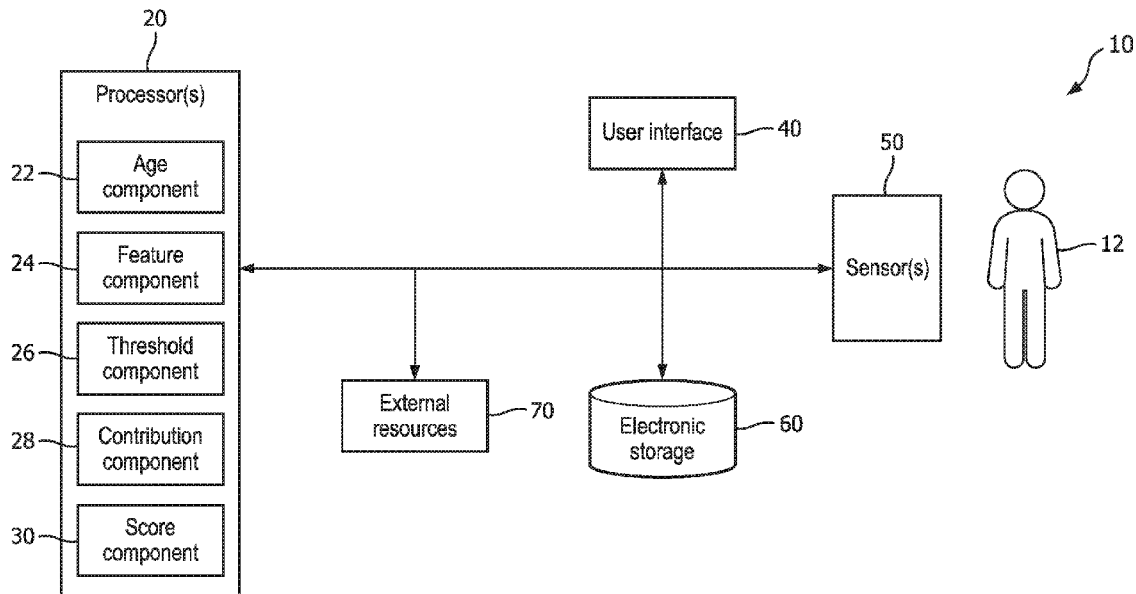 20
10
Processor(s)
User interface
40
50
22
Age
component
12
24
Feature
component
Sensor(s)
26
Threshold
component
External
resources
70
Electronic
storage
60
28
Contribution
component
30
Score
component